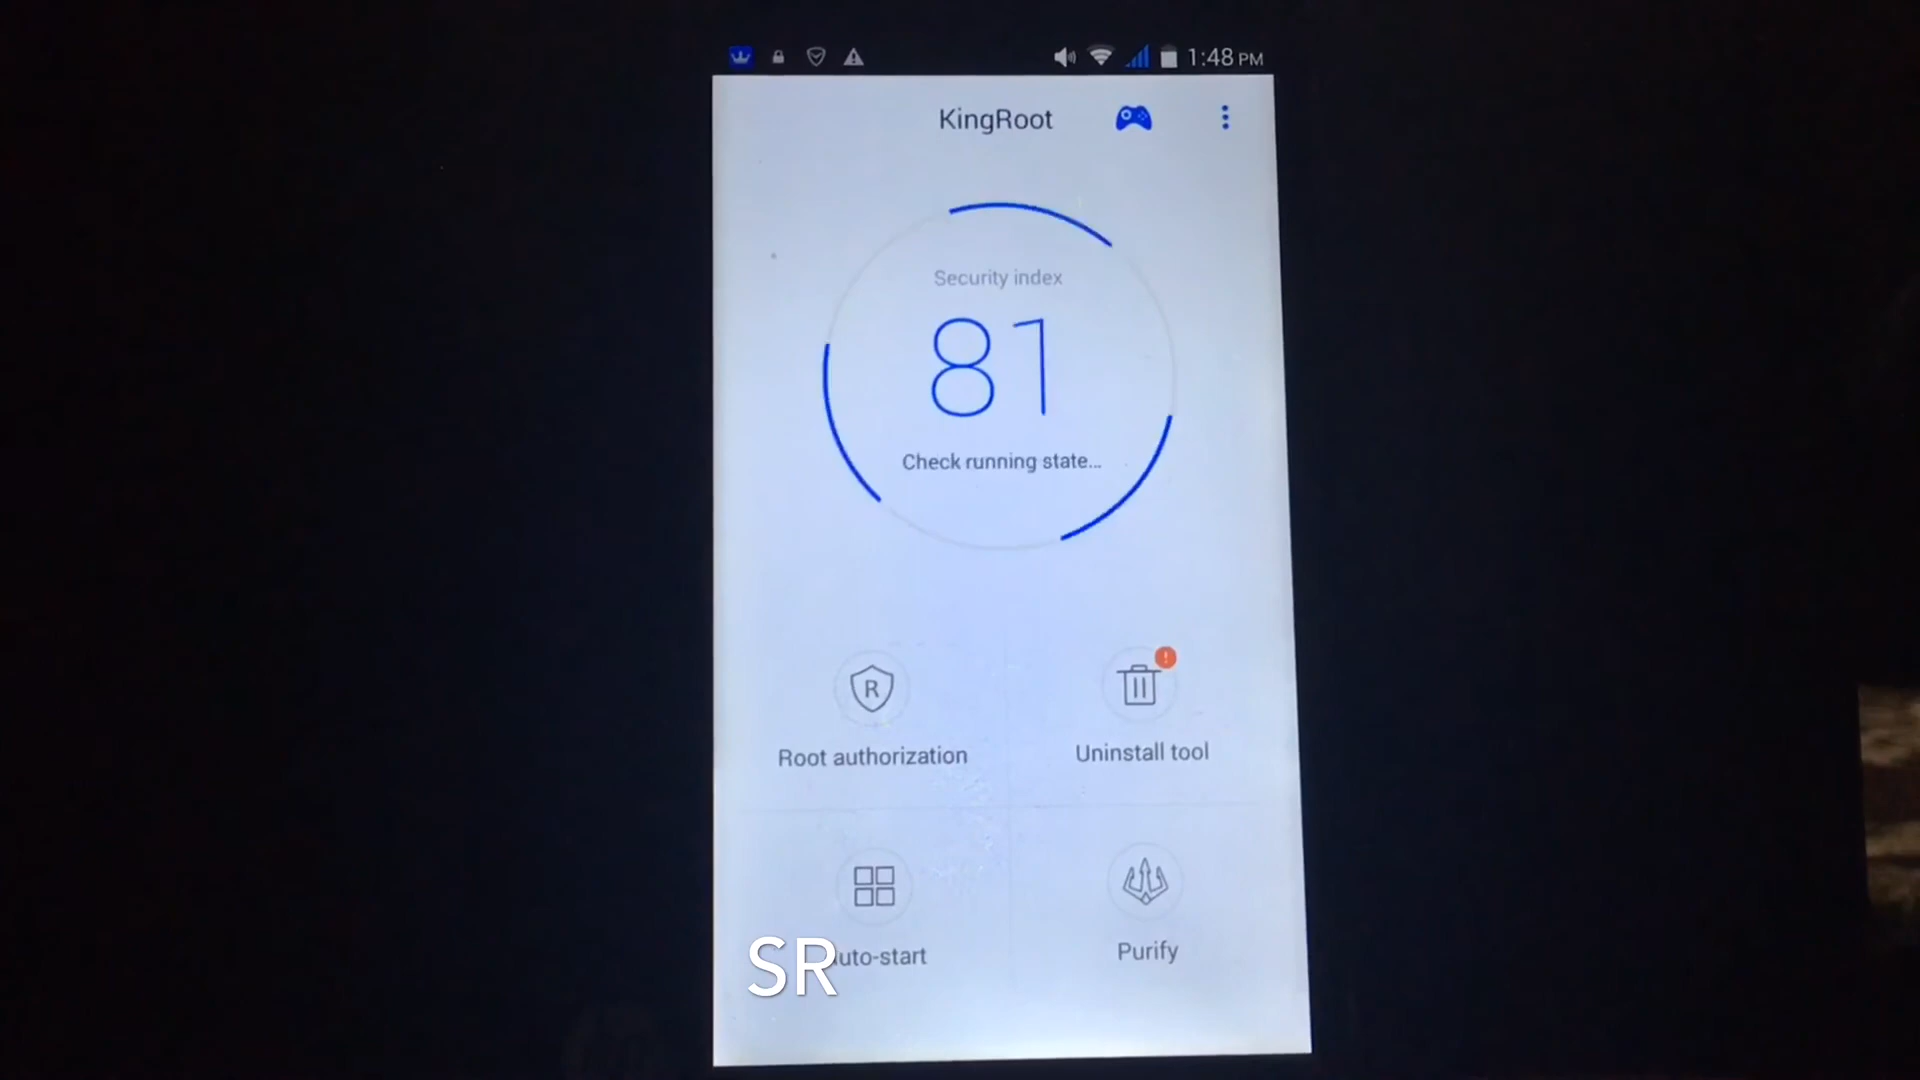 1:48 PM
KingRoot
Security index
81
Check running state...
R
!
Root authorization
Uninstall tool
uto-start
Purify
SR